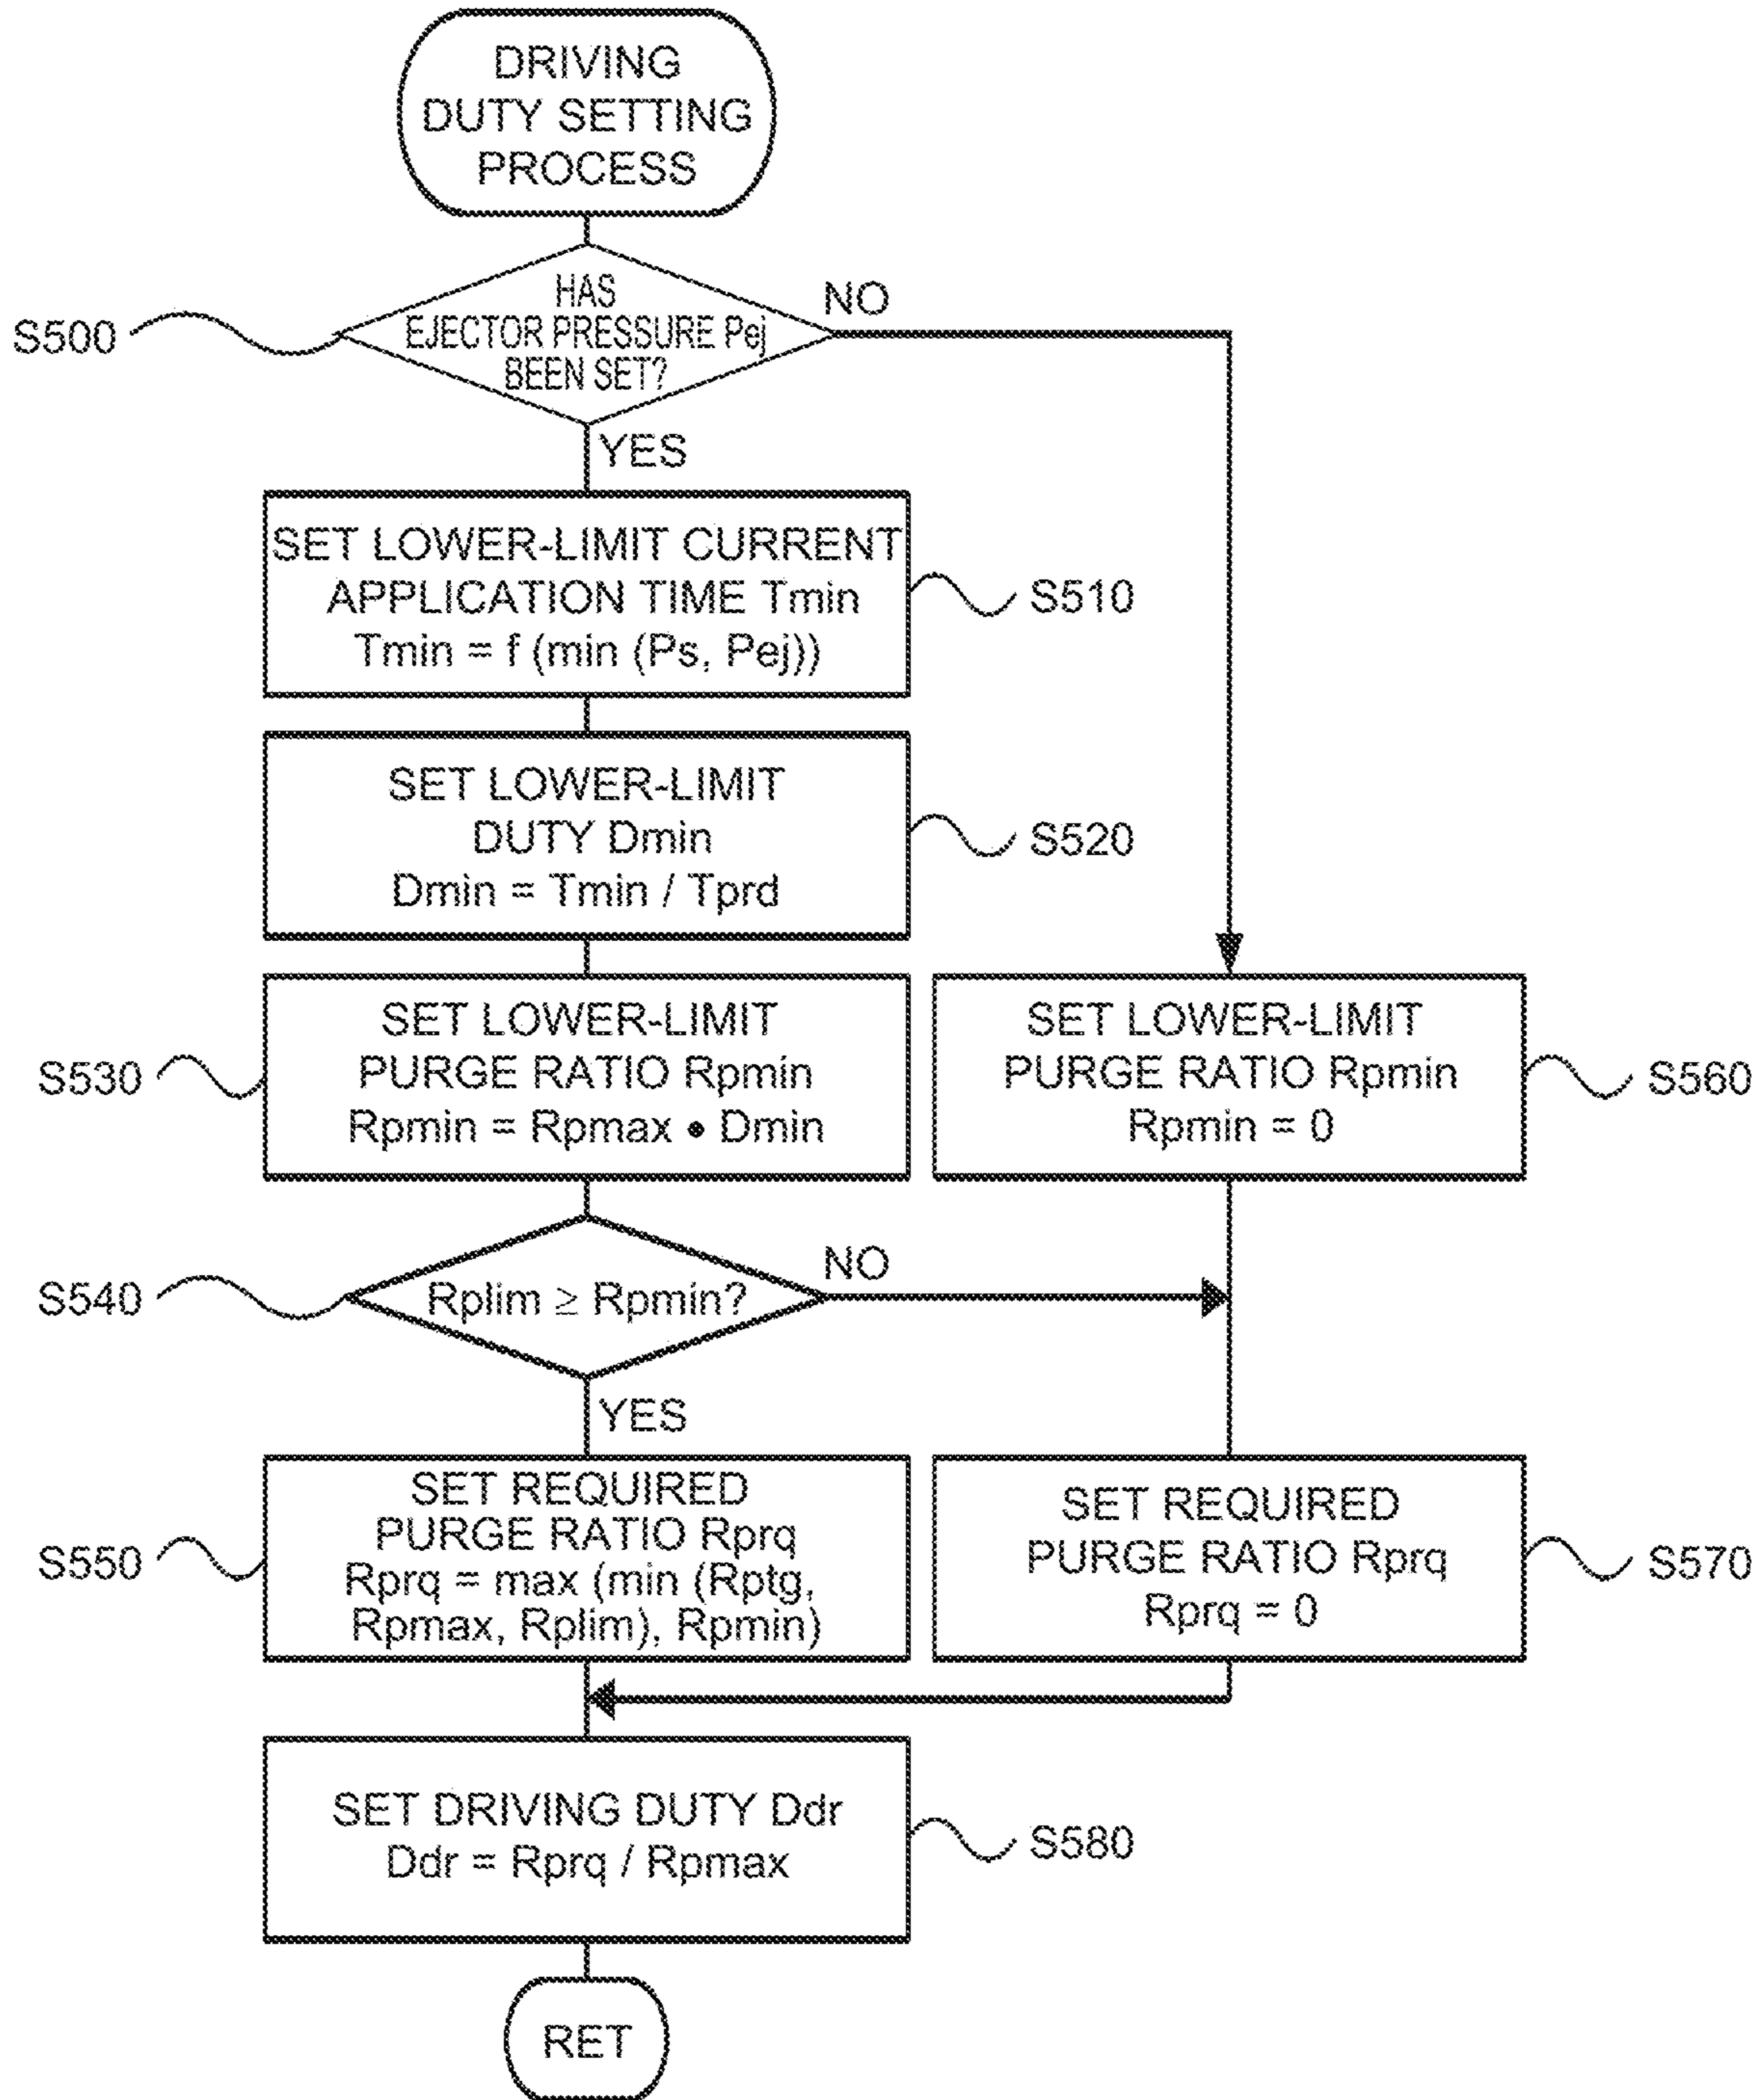 DRIVING
DUTY SETTING
PROCESS
S500
HAS
EJECTOR PRESSURE Pej
BEEN SET?
NO
YES
SET LOWER-LIMIT CURRENT
APPLICATION TIME Tmin
Tmin = f (min (Ps, Pej))
S510
SET LOWER-LIMIT
DUTY Dmin
Dmin = Tmin / Tprd
S520
S530
SET LOWER-LIMIT
PURGE RATIO Rpmin
Rpmin = Rpmax • Dmin
SET LOWER-LIMIT
PURGE RATIO Rpmin
Rpmin = 0
S560
S540
Rplim ≥ Rpmin?
NO
YES
S550
SET REQUIRED
PURGE RATIO Rprq
Rprq = max (min (Rptg,
Rpmax, Rplim), Rpmin)
SET REQUIRED
PURGE RATIO Rprq
Rprq = 0
S570
SET DRIVING DUTY Ddr
Ddr = Rprq / Rpmax
S580
RET